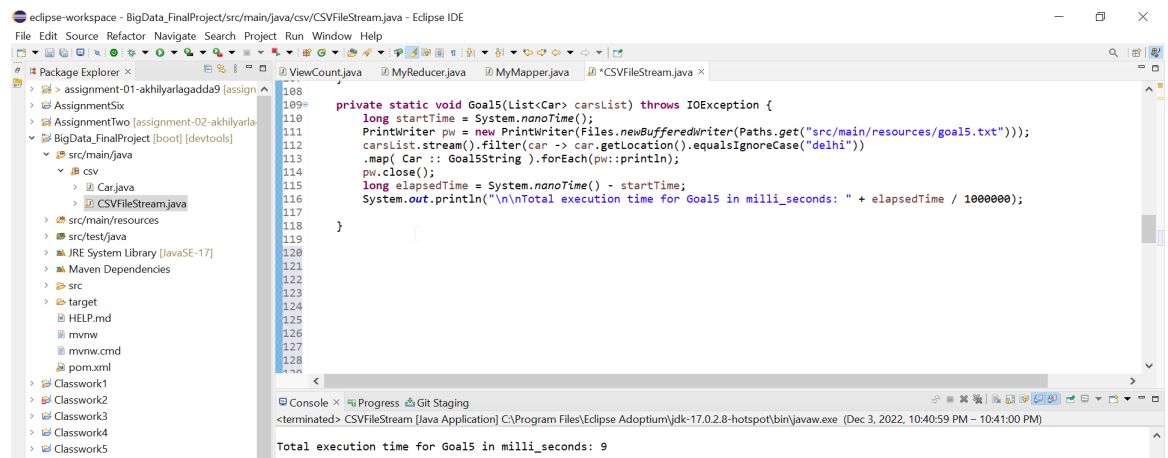 eclipse-workspace - BigData_FinalProject/src/main/java/csv/CSVFileStream.java - Eclipse IDE
File Edit Source Refactor Navigate Search Project Run Window Help
Package Explorer
> assignment-01-akhilyarlagadda9 [assign
AssignmentSix
AssignmentTwo [assignment-02-akhilyarla
BigData_FinalProject [boot] [devtools]
src/main/java
csv
Car.java
CSVFileStream.java
src/main/resources
src/test/java
JRE System Library [JavaSE-17]
Maven Dependencies
src
target
HELP.md
mvnw
mvnw.cmd
pom.xml
Classwork1
Classwork2
Classwork3
Classwork4
Classwork5
ViewCount.java MyReducer.java MyMapper.java *CSVFileStream.java
108
109 private static void Goal5(List<Car> carsList) throws IOException {
110 long startTime = System.nanoTime();
111 PrintWriter pw = new PrintWriter(Files.newBufferedWriter(Paths.get("src/main/resources/goal5.txt")));
112 carsList.stream().filter(car -> car.getLocation().equalsIgnoreCase("delhi"))
113 .map( Car :: Goal5String ).forEach(pw::println);
114 pw.close();
115 long elapsedTime = System.nanoTime() - startTime;
116 System.out.println("\n\nTotal execution time for Goal5 in milli_seconds: " + elapsedTime / 1000000);
117
118 }
119
120
121
122
123
124
125
126
127
128
Console Progress Git Staging
<terminated> CSVFileStream [Java Application] C:\Program Files\Eclipse Adoptium\jdk-17.0.2.8-hotspot\bin\javaw.exe (Dec 3, 2022, 10:40:59 PM – 10:41:00 PM)
Total execution time for Goal5 in milli_seconds: 9